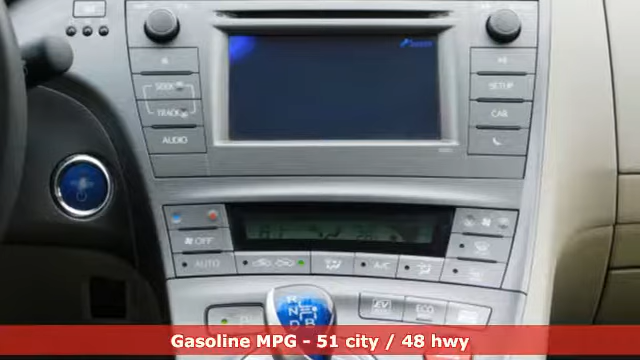 SEEK
TRACK
AUDIO
SETUP
CAR
OFF
AUTO
A/C
R
N
D B
EV
ECO
Gasoline MPG - 51 city / 48 hwy